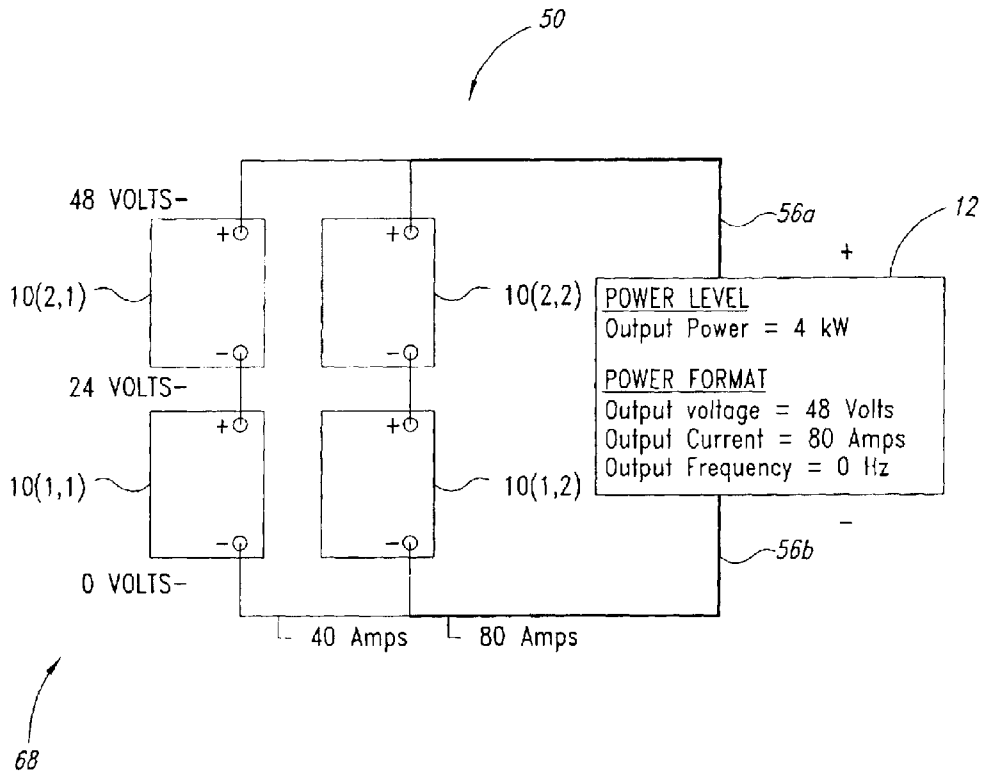 50
48 VOLTS-
56a
12
+
+
+
10(2,1)
10(2,2)
POWER LEVEL
Output Power = 4 kW
-
-
24 VOLTS-
POWER FORMAT
Output voltage = 48 Volts
Output Current = 80 Amps
Output Frequency = 0 Hz
+
+
10(1,1)
10(1,2)
-
-
-
56b
0 VOLTS-
40 Amps
80 Amps
68